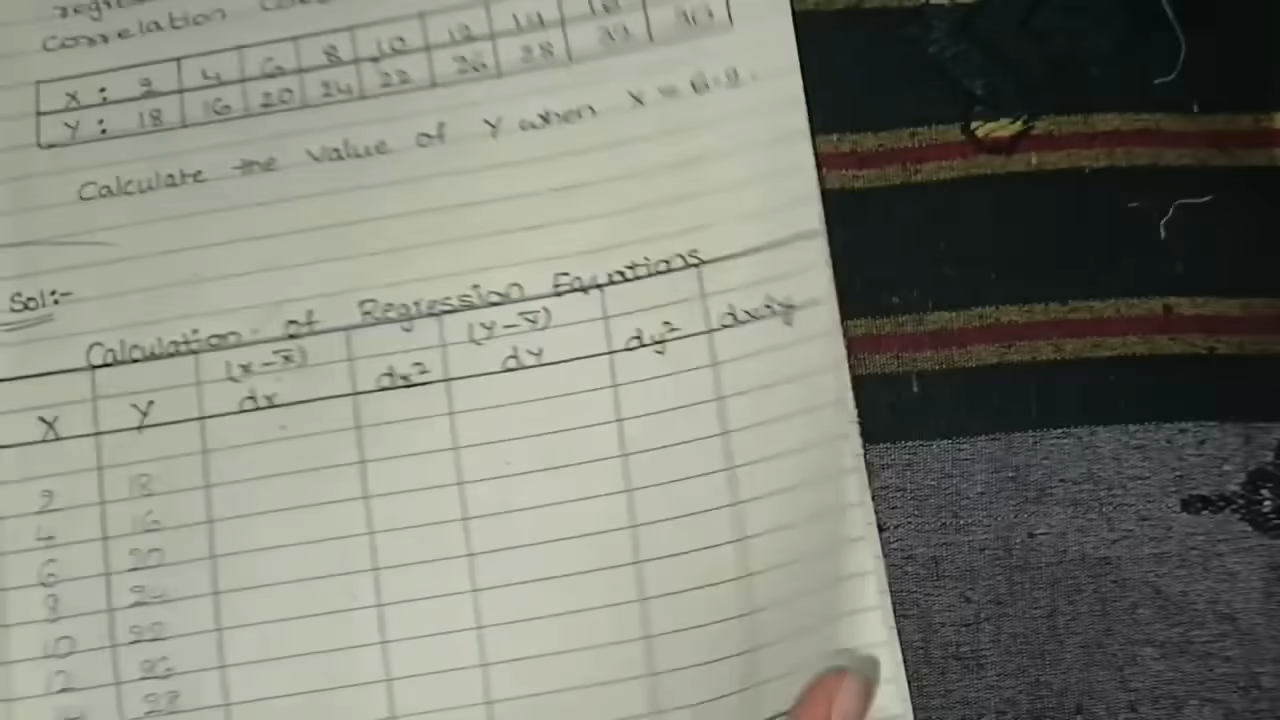 Correlation
X : 2 4 6 8 10 12 14
Y : 18 16 20 24 22 26 28
Calculate the value of Y when X =
Sol:-
Calculation of Regression Equations
X Y (x-x̅) dx dx² (y-y̅) dy dy² dxdy
2 18
4 16
6 20
8 24
10 22
12 26
28